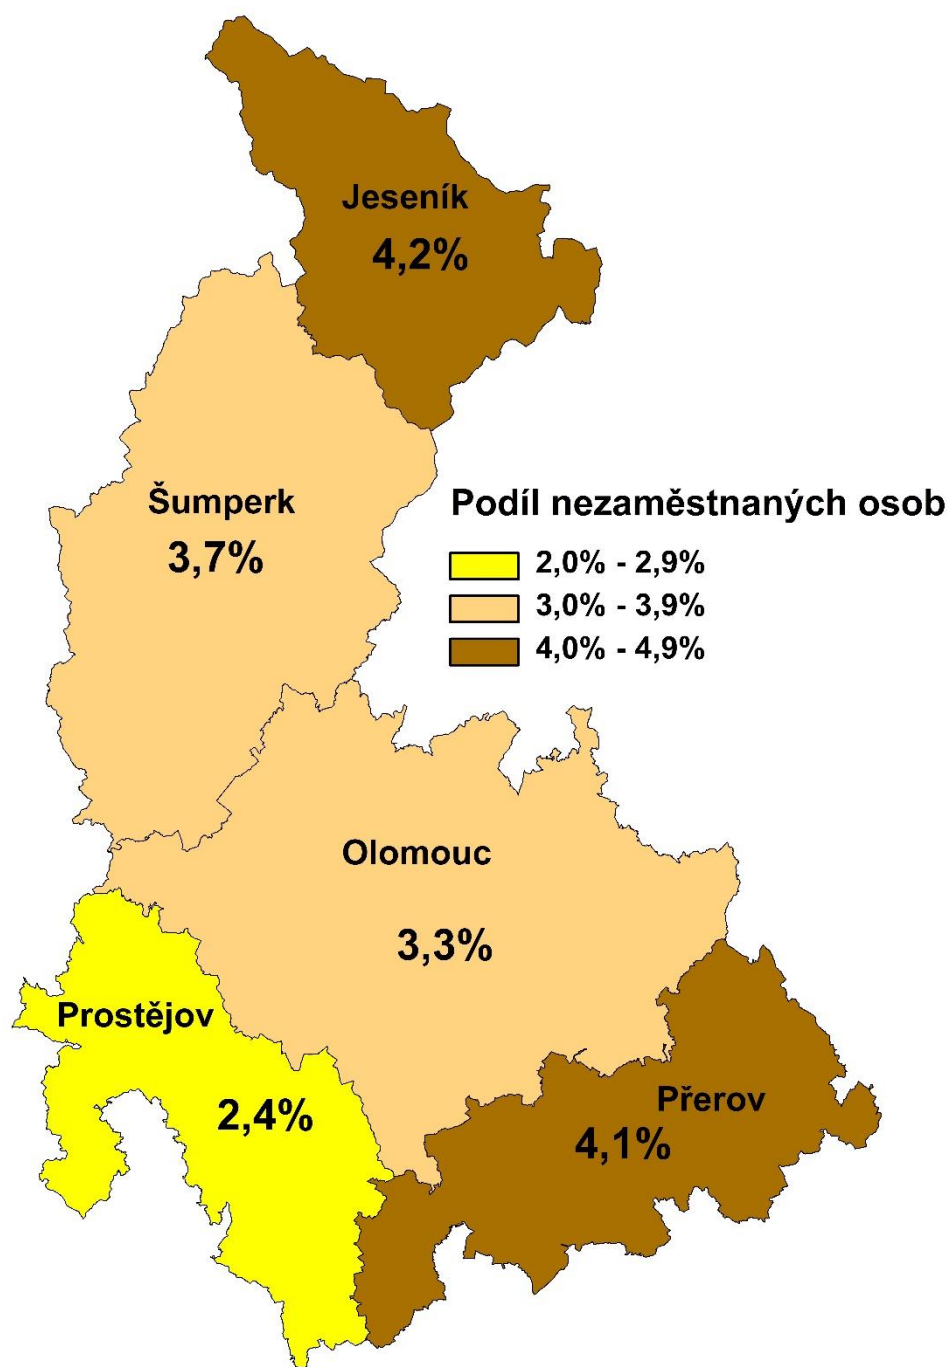 Jeseník
4,2%
Šumperk
3,7%
Podíl nezaměstnaných osob
2,0% - 2,9%
3,0% - 3,9%
4,0% - 4,9%
Olomouc
3,3%
Prostějov
2,4%
Přerov
4,1%